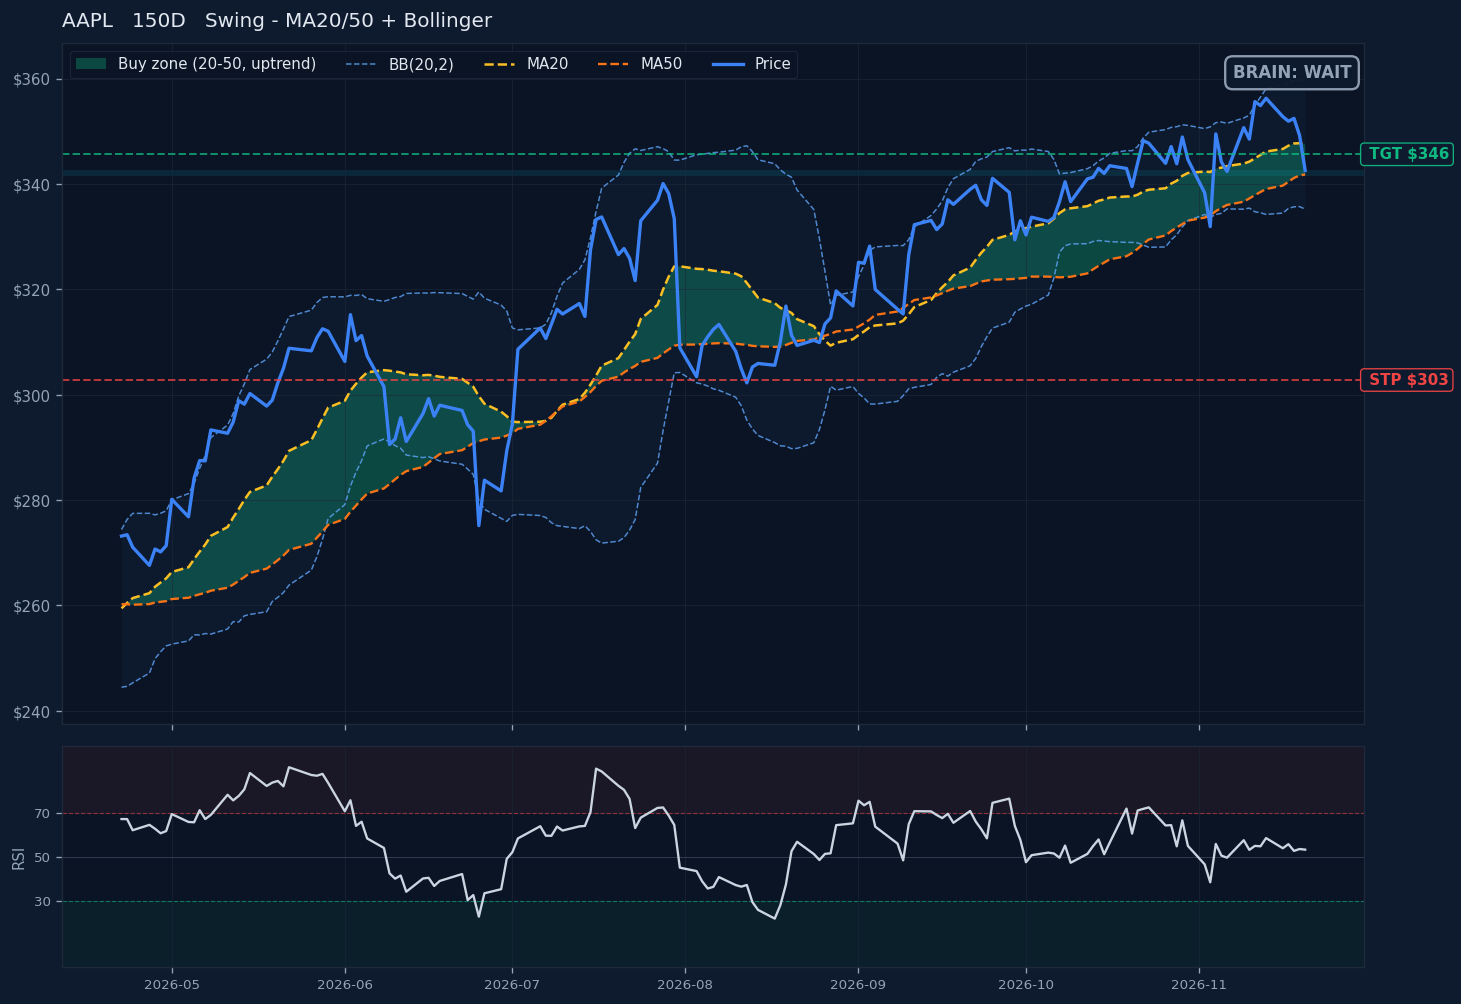 AAPL   150D   Swing - MA20/50 + Bollinger
Buy zone (20-50, uptrend)   BB(20,2)   MA20   MA50   Price
BRAIN: WAIT
$360
TGT $346
$340
$320
STP $303
$300
$280
$260
$240
RSI
70
50
30
2026-05   2026-06   2026-07   2026-08   2026-09   2026-10   2026-11